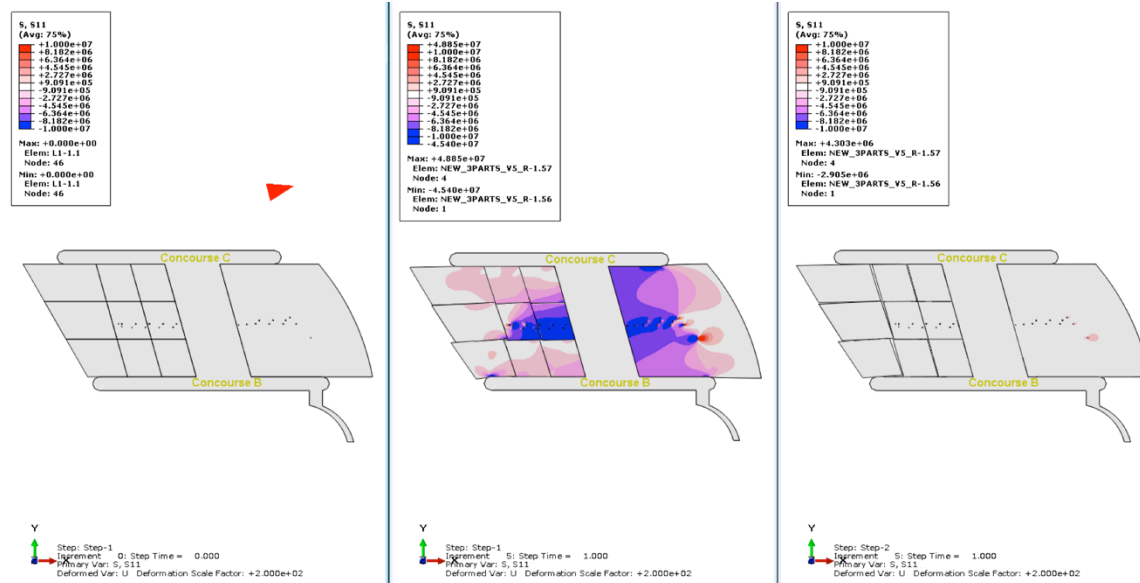 S, S11
(Avg: 75%)
+1.000e+07
+8.182e+06
+6.364e+06
+4.545e+06
+2.727e+06
+9.091e+05
-9.091e+05
-2.727e+06
-4.545e+06
-6.364e+06
-8.182e+06
-1.000e+07
Max: +0.000e+00
Elem: L1-1.1
Node: 46
Min: +0.000e+00
Elem: L1-1.1
Node: 46
Concourse C
Concourse B
Y
X
Step: Step-1
Increment 0: Step Time = 0.000
Primary Var: S, S11
Deformed Var: U Deformation Scale Factor: +2.000e+02
S, S11
(Avg: 75%)
+4.885e+07
+1.000e+07
+8.182e+06
+6.364e+06
+4.545e+06
+2.727e+06
+9.091e+05
-9.091e+05
-2.727e+06
-4.545e+06
-6.364e+06
-8.182e+06
-1.000e+07
-4.540e+07
Max: +4.885e+07
Elem: NEW_3PARTS_V5_R-1.57
Node: 4
Min: -4.540e+07
Elem: NEW_3PARTS_V5_R-1.56
Node: 1
Concourse C
Concourse B
Y
X
Step: Step-1
Increment 5: Step Time = 1.000
Primary Var: S, S11
Deformed Var: U Deformation Scale Factor: +2.000e+02
S, S11
(Avg: 75%)
+1.000e+07
+8.182e+06
+6.364e+06
+4.545e+06
+2.727e+06
+9.091e+05
-9.091e+05
-2.727e+06
-4.545e+06
-6.364e+06
-8.182e+06
-1.000e+07
Max: +4.303e+06
Elem: NEW_3PARTS_V5_R-1.57
Node: 4
Min: -2.905e+06
Elem: NEW_3PARTS_V5_R-1.56
Node: 1
Concourse C
Concourse B
Y
X
Step: Step-2
Increment 5: Step Time = 1.000
Primary Var: S, S11
Deformed Var: U Deformation Scale Factor: +2.000e+02